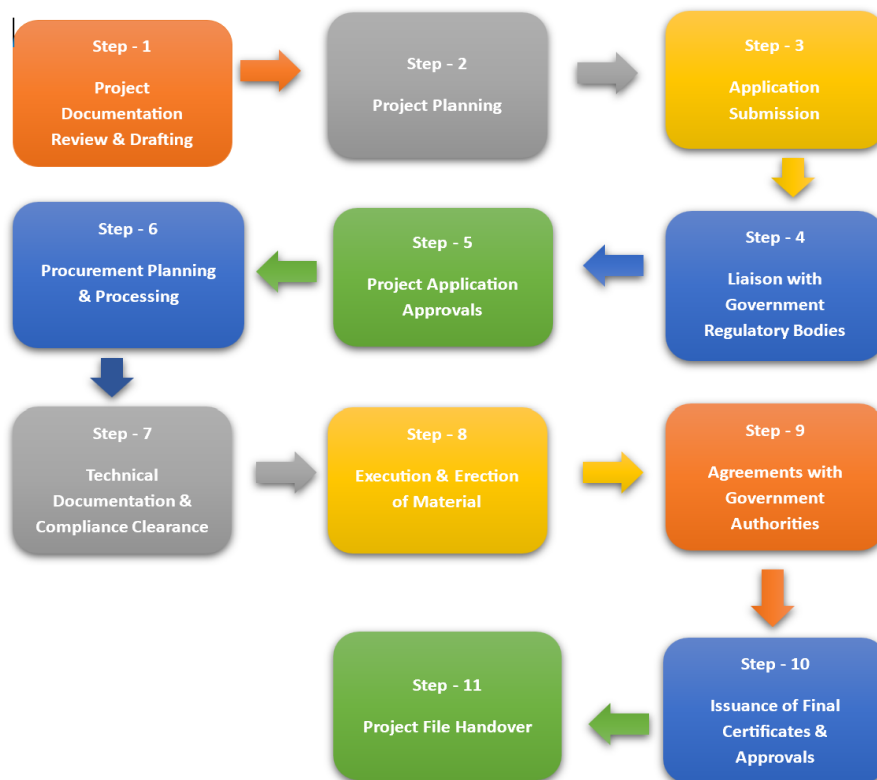 Step - 1
Project
Documentation
Review & Drafting
Step - 2
Project Planning
Step - 3
Application
Submission
Step - 4
Liaison with
Government
Regulatory Bodies
Step - 5
Project Application
Approvals
Step - 6
Procurement Planning
& Processing
Step - 7
Technical
Documentation &
Compliance Clearance
Step - 8
Execution & Erection
of Material
Step - 9
Agreements with
Government
Authorities
Step - 10
Issuance of Final
Certificates &
Approvals
Step - 11
Project File Handover